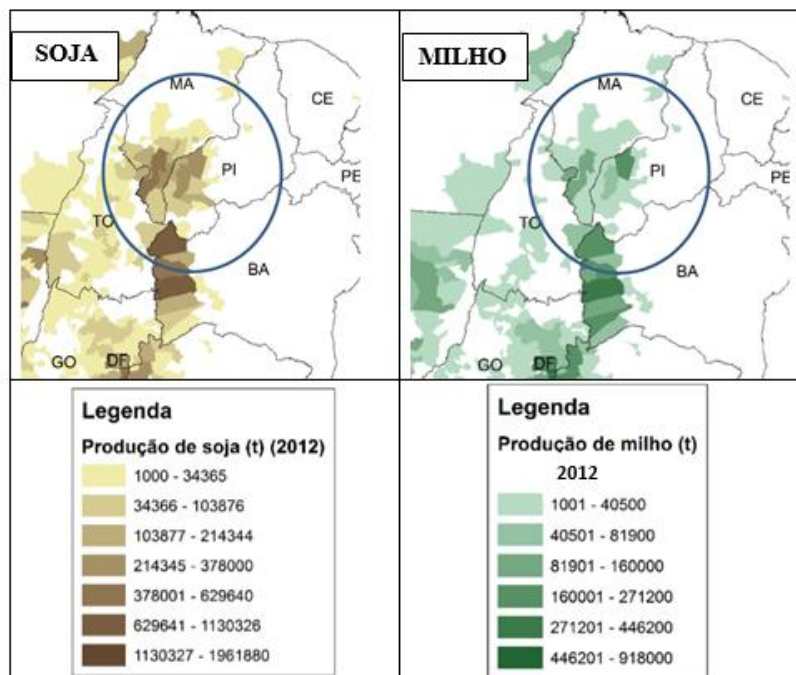 SOJA
MA
CE
PI
PE
TO
BA
GO
DF
MILHO
MA
CE
PI
PE
TO
BA
GO
DF
Legenda
Produção de soja (t) (2012)
1000 - 34365
34366 - 103876
103877 - 214344
214345 - 378000
378001 - 629640
629641 - 1130326
1130327 - 1961880
Legenda
Produção de milho (t)
2012
1001 - 40500
40501 - 81900
81901 - 160000
160001 - 271200
271201 - 446200
446201 - 918000